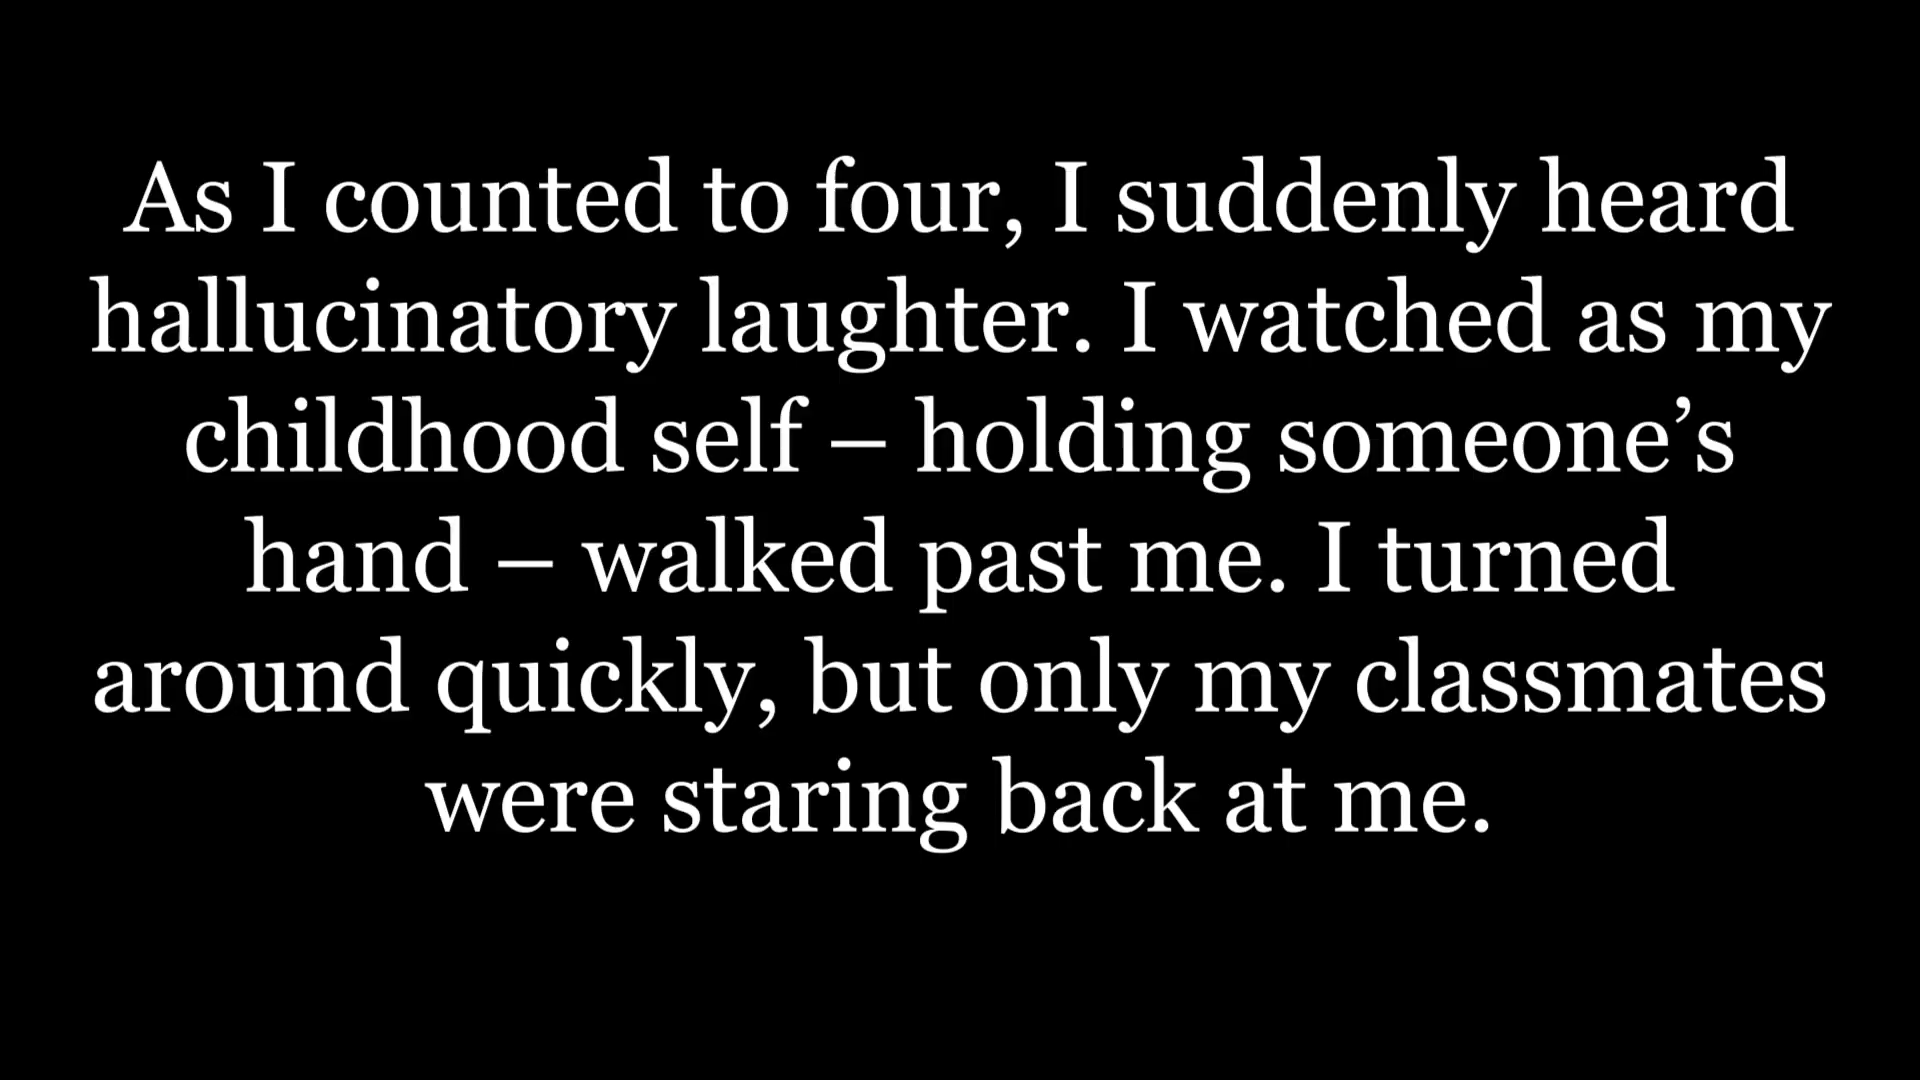 As I counted to four, I suddenly heard
hallucinatory laughter. I watched as my
childhood self – holding someone’s
hand – walked past me. I turned
around quickly, but only my classmates
were staring back at me.